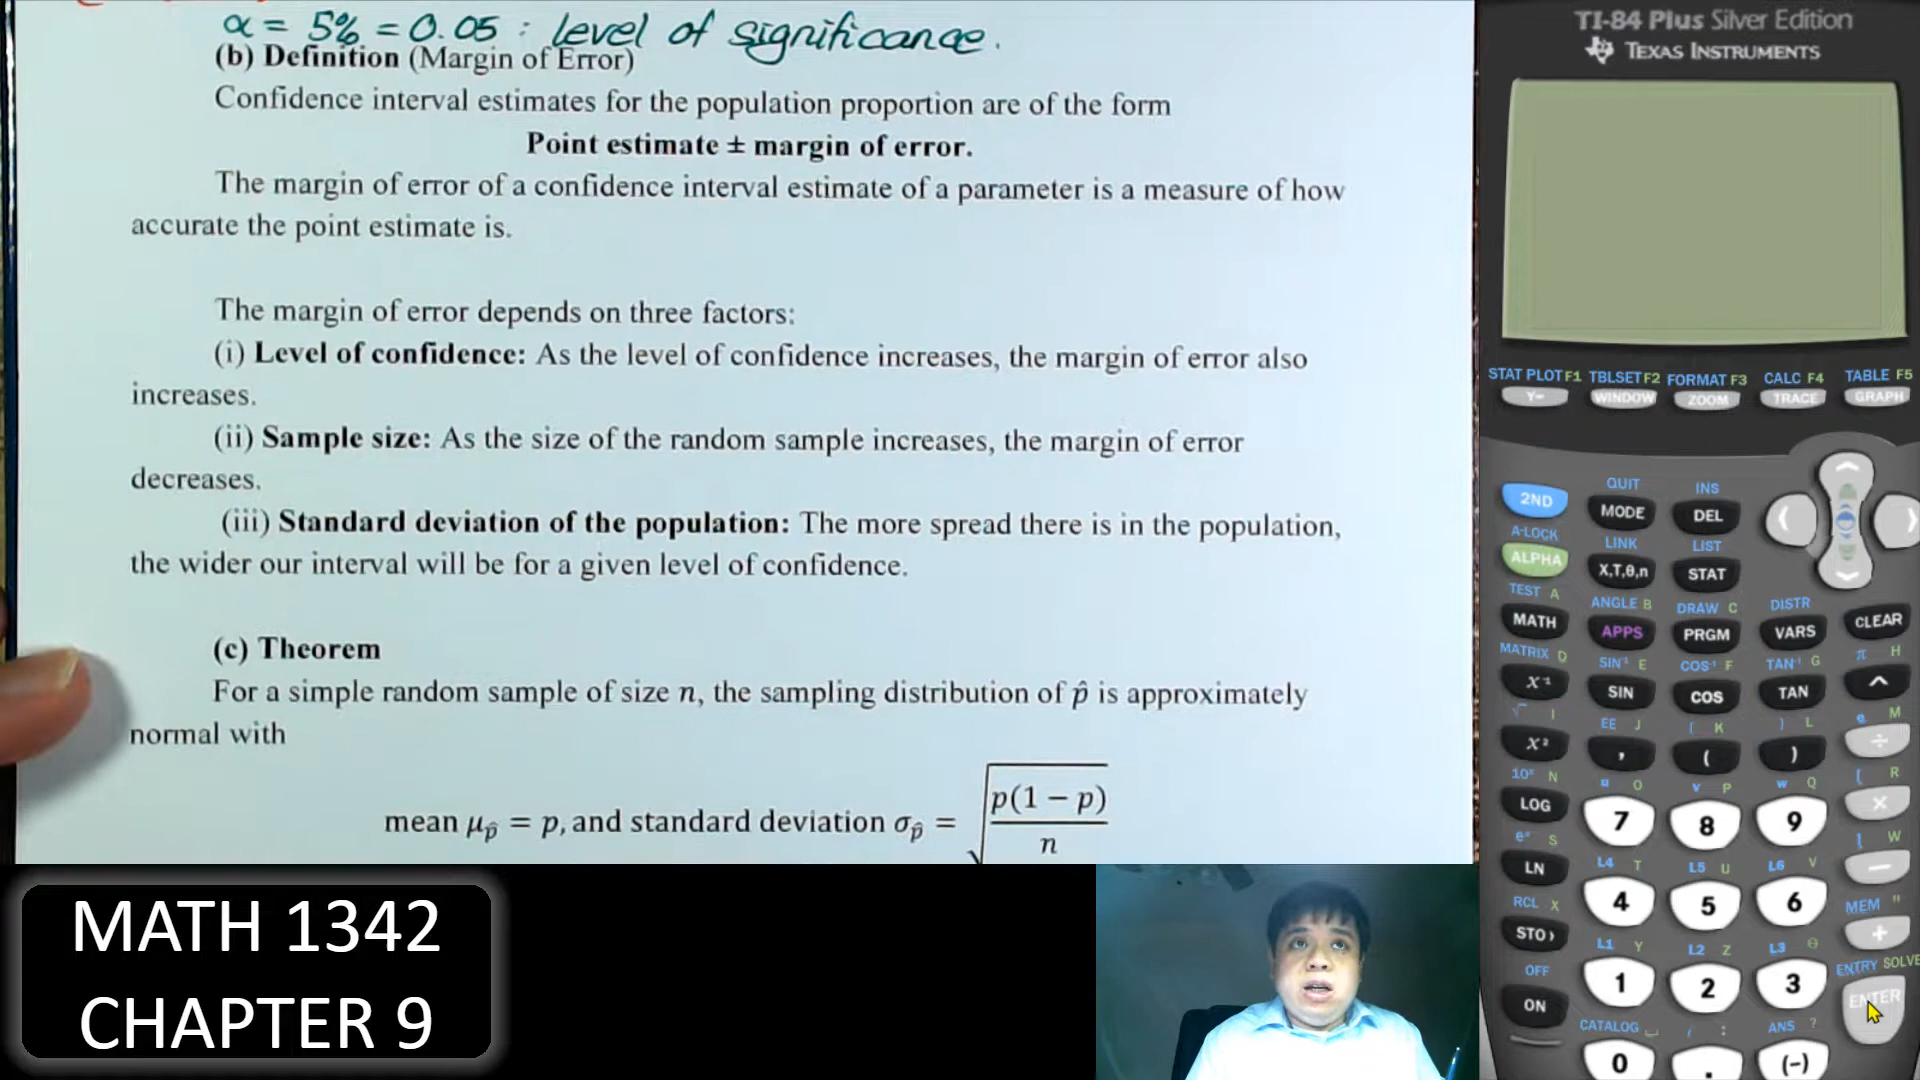 α = 5% = 0.05 : level of significance.
(b) Definition (Margin of Error)
Confidence interval estimates for the population proportion are of the form
Point estimate ± margin of error.
The margin of error of a confidence interval estimate of a parameter is a measure of how
accurate the point estimate is.
The margin of error depends on three factors:
(i) Level of confidence: As the level of confidence increases, the margin of error also
increases.
(ii) Sample size: As the size of the random sample increases, the margin of error
decreases.
(iii) Standard deviation of the population: The more spread there is in the population,
the wider our interval will be for a given level of confidence.
(c) Theorem
For a simple random sample of size n, the sampling distribution of p̂ is approximately
normal with
mean μp̂ = p, and standard deviation σp̂ = √(p(1 − p)/n)
MATH 1342
CHAPTER 9
TI-84 Plus Silver Edition
TEXAS INSTRUMENTS
STAT PLOT F1 TBLSET F2 FORMAT F3 CALC F4 TABLE F5
Y= WINDOW ZOOM TRACE GRAPH
QUIT INS
2ND MODE DEL
A-LOCK LINK LIST
ALPHA X,T,θ,n STAT
TEST A ANGLE B DRAW C DISTR
MATH APPS PRGM VARS CLEAR
MATRIX D SIN⁻¹ E COS⁻¹ F TAN⁻¹ G π H
X⁻¹ SIN COS TAN ^
√ I EE J { K } L e M
X² , ( ) ÷
10ˣ N u O v P w Q [ R
LOG 7 8 9 ×
eˣ S L4 T L5 U L6 V ] W
LN 4 5 6 −
RCL X L1 Y L2 Z L3 θ MEM "
STO› 1 2 3 +
OFF CATALOG i : ANS ? ENTRY SOLVE
ON 0 . (-) ENTER